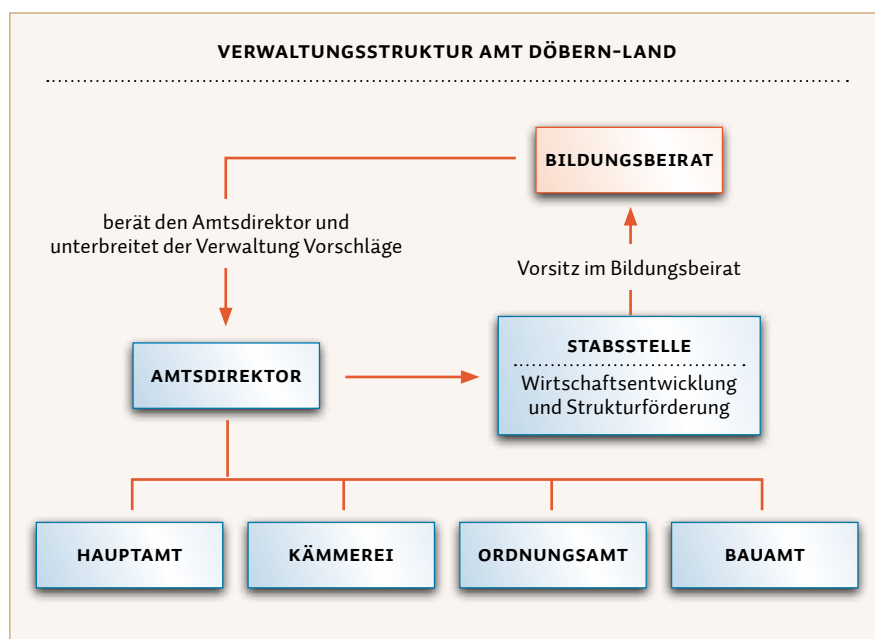 VERWALTUNGSSTRUKTUR AMT DÖBERN-LAND
BILDUNGSBEIRAT
berät den Amtsdirektor und
unterbreitet der Verwaltung Vorschläge
Vorsitz im Bildungsbeirat
AMTSDIREKTOR
STABSSTELLE
Wirtschaftsentwicklung
und Strukturförderung
HAUPTAMT
KÄMMEREI
ORDNUNGSAMT
BAUAMT